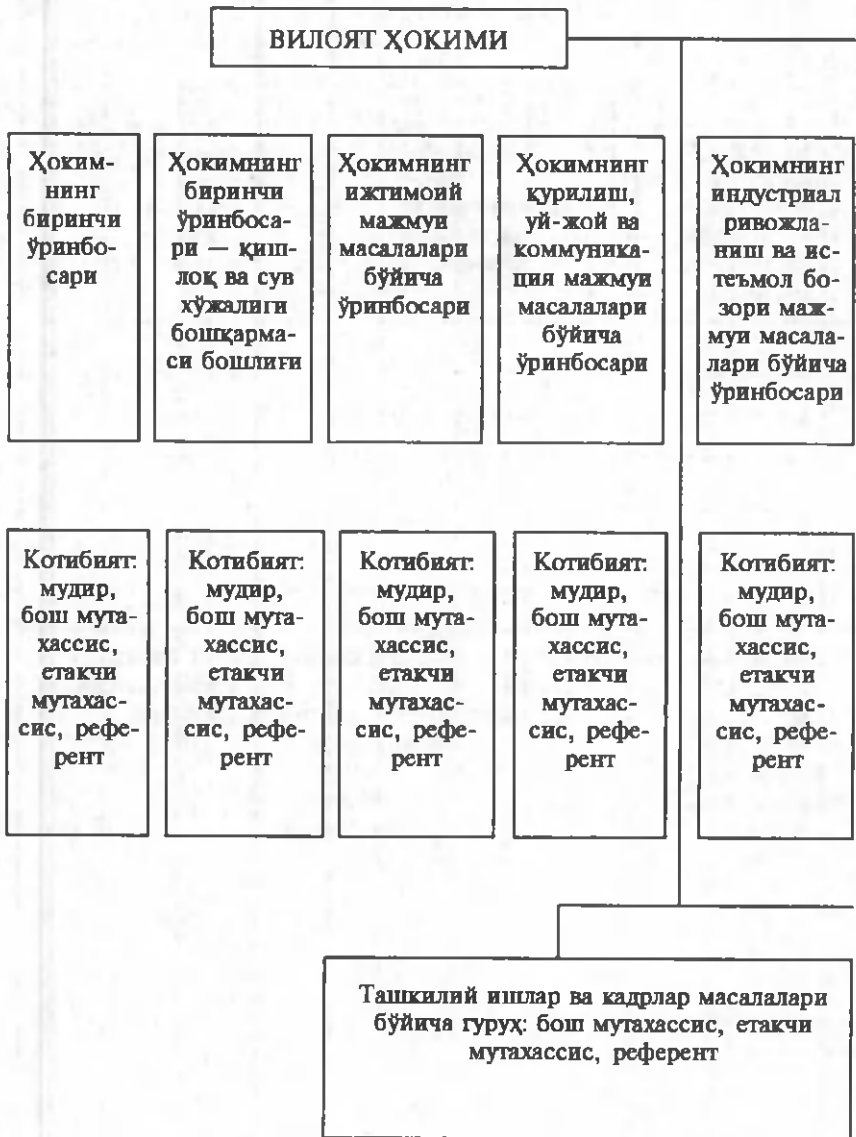 ВИЛОЯТ ҲОКИМИ
Ҳоким-
нинг
биринчи
ўринбо-
сари
Ҳокимнинг
биринчи
ўринбоса-
ри — қиш-
лоқ ва сув
хўжалиги
бошқарма-
си бошлиғи
Ҳокимнинг
ижтимоий
мажмуи
масалалари
бўйича
ўринбосари
Ҳокимнинг
қурилиш,
уй-жой ва
коммуника-
ция мажмуи
масалалари
бўйича
ўринбосари
Ҳокимнинг
индустриал
ривожла-
ниш ва ис-
теъмол бо-
зори маж-
муи масала-
лари бўйича
ўринбосари
Котибият:
мудир,
бош мута-
хассис,
етакчи
мутахас-
сис, рефе-
рент
Котибият:
мудир,
бош мута-
хассис,
етакчи
мутахас-
сис, рефе-
рент
Котибият:
мудир,
бош мута-
хассис,
етакчи
мутахас-
сис, рефе-
рент
Котибият:
мудир,
бош мута-
хассис,
етакчи
мутахас-
сис, рефе-
рент
Котибият:
мудир,
бош мута-
хассис,
етакчи
мутахас-
сис, рефе-
рент
Ташкилий ишлар ва кадрлар масалалари
бўйича гуруҳ: бош мутахассис, етакчи
мутахассис, референт